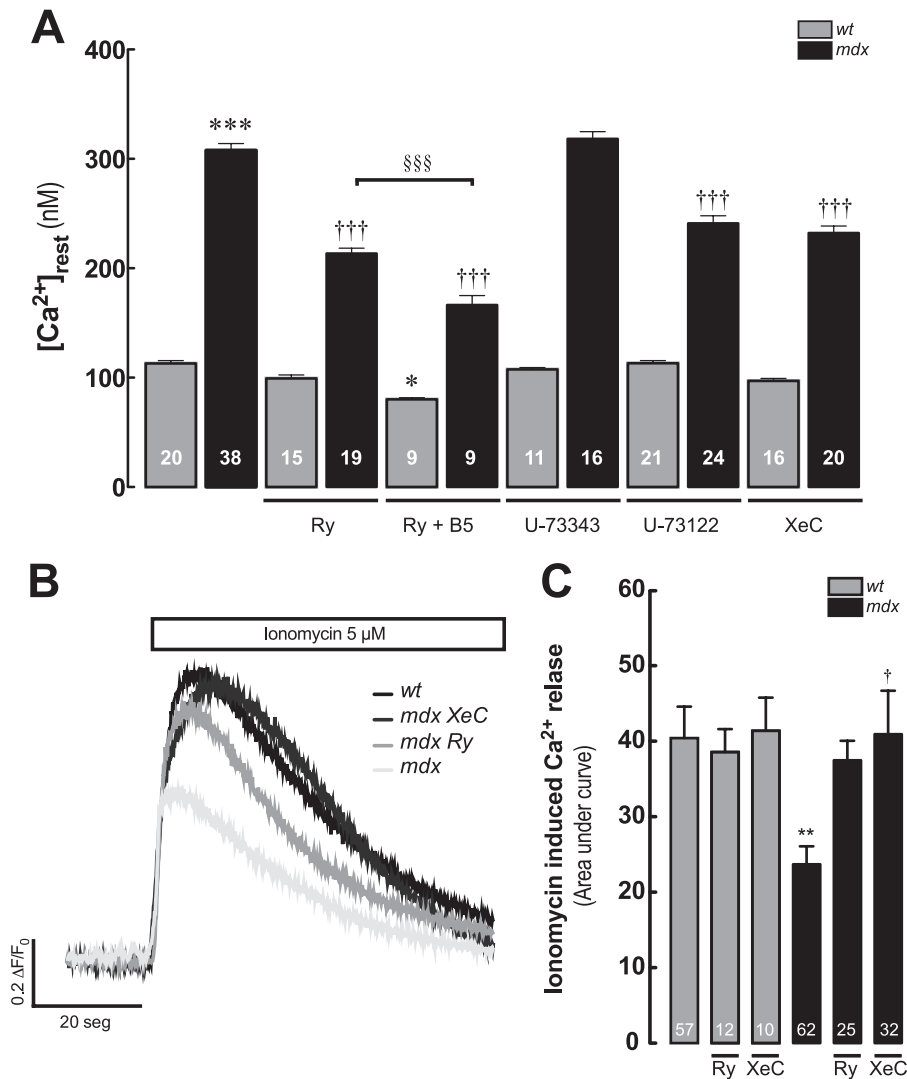 A
wt
mdx
[Ca²⁺]rest (nM)
400
300
200
100
0
***
†††
§§§
†††
*
†††
†††
20
38
15
19
9
9
11
16
21
24
16
20
Ry
Ry + B5
U-73343
U-73122
XeC
B
Ionomycin 5 µM
wt
mdx XeC
mdx Ry
mdx
0.2 ΔF/F₀
20 seg
C
wt
mdx
Ionomycin induced Ca²⁺ relase
(Area under curve)
60
50
40
30
20
10
0
**
†
57
12
10
62
25
32
Ry
XeC
Ry
XeC